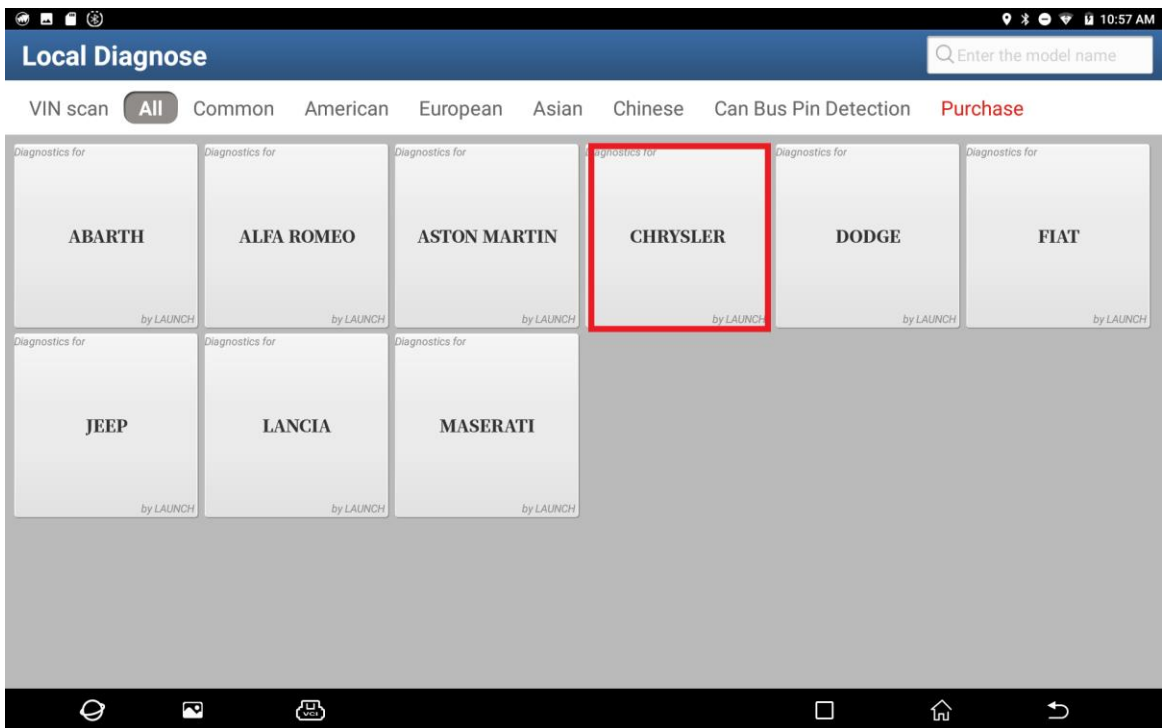 10:57 AM
Local Diagnose
Enter the model name
VIN scan All Common American European Asian Chinese Can Bus Pin Detection Purchase
Diagnostics for Diagnostics for Diagnostics for Diagnostics for Diagnostics for Diagnostics for
ABARTH ALFA ROMEO ASTON MARTIN CHRYSLER DODGE FIAT
by LAUNCH by LAUNCH by LAUNCH by LAUNCH by LAUNCH by LAUNCH
Diagnostics for Diagnostics for Diagnostics for
JEEP LANCIA MASERATI
by LAUNCH by LAUNCH by LAUNCH
VCI